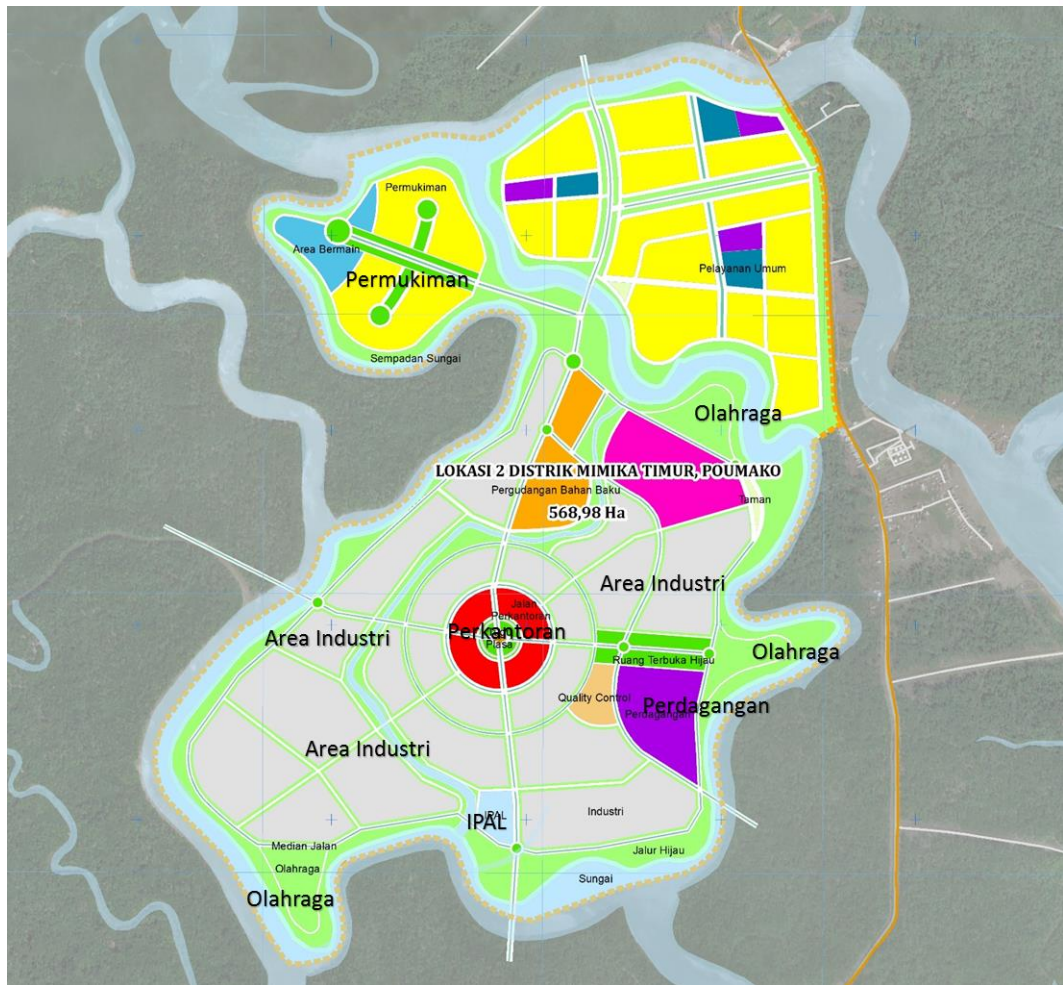 Permukiman
Area Bermain
Permukiman
Pelayanan Umum
Sempadan Sungai
Olahraga
LOKASI 2 DISTRIK MIMIKA TIMUR, POUMAKO
Pergudangan Bahan Baku
Taman
568,98 Ha
Area Industri
Jalan
Perkantoran
Perkantoran
Plasa
Area Industri
Olahraga
Ruang Terbuka Hijau
Quality Control
Perdagangan
Perdagangan
Area Industri
IPAL
IPAL
Industri
Median Jalan
Jalur Hijau
Olahraga
Sungai
Olahraga